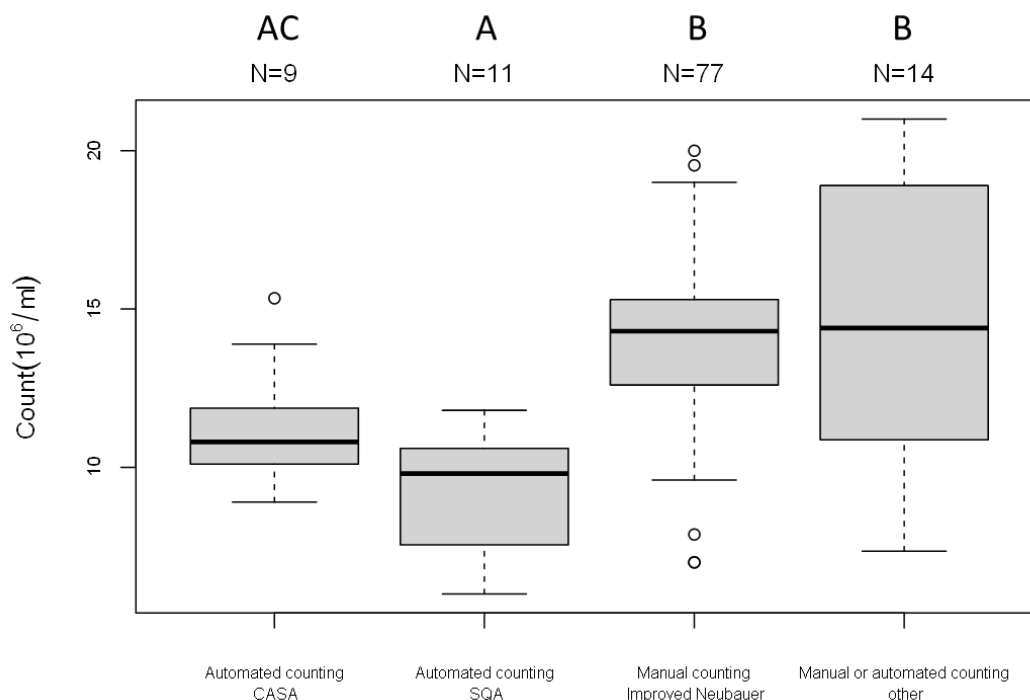 AC A B B
N=9 N=11 N=77 N=14
20
15
10
Count(10⁶/ml)
Automated counting Automated counting Manual counting Manual or automated counting
CASA SQA Improved Neubauer other